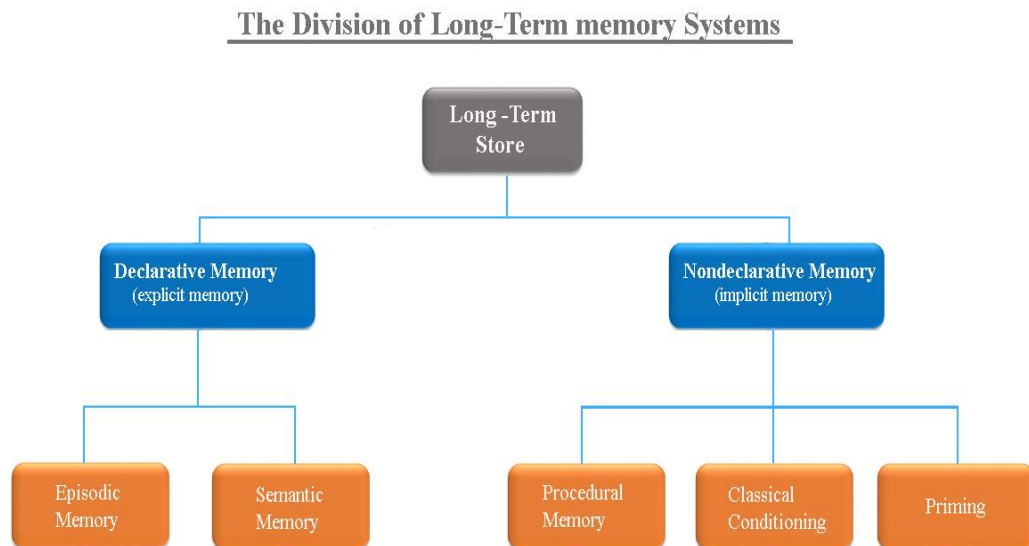 The Division of Long-Term memory Systems
Long -Term
Store
Declarative Memory
(explicit memory)
Nondeclarative Memory
(implicit memory)
Episodic
Memory
Semantic
Memory
Procedural
Memory
Classical
Conditioning
Priming